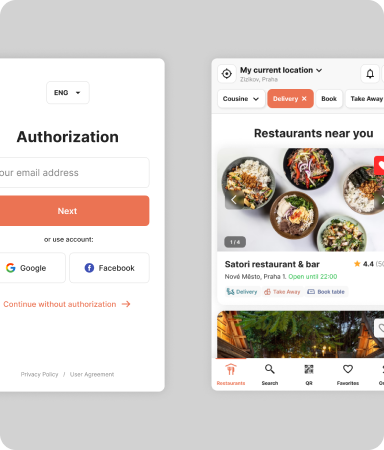 ENG
Authorization
our email address
Next
or use account:
Google
Facebook
Continue without authorization
Privacy Policy / User Agreement
My current location
Zizikov, Praha
Cousine
Delivery
Book
Take Away
Restaurants near you
1 / 4
Satori restaurant & bar
4.4 (50
Nové Město, Praha 1. Open until 22:00
Delivery
Take Away
Book table
Restaurants
Search
QR
Favorites